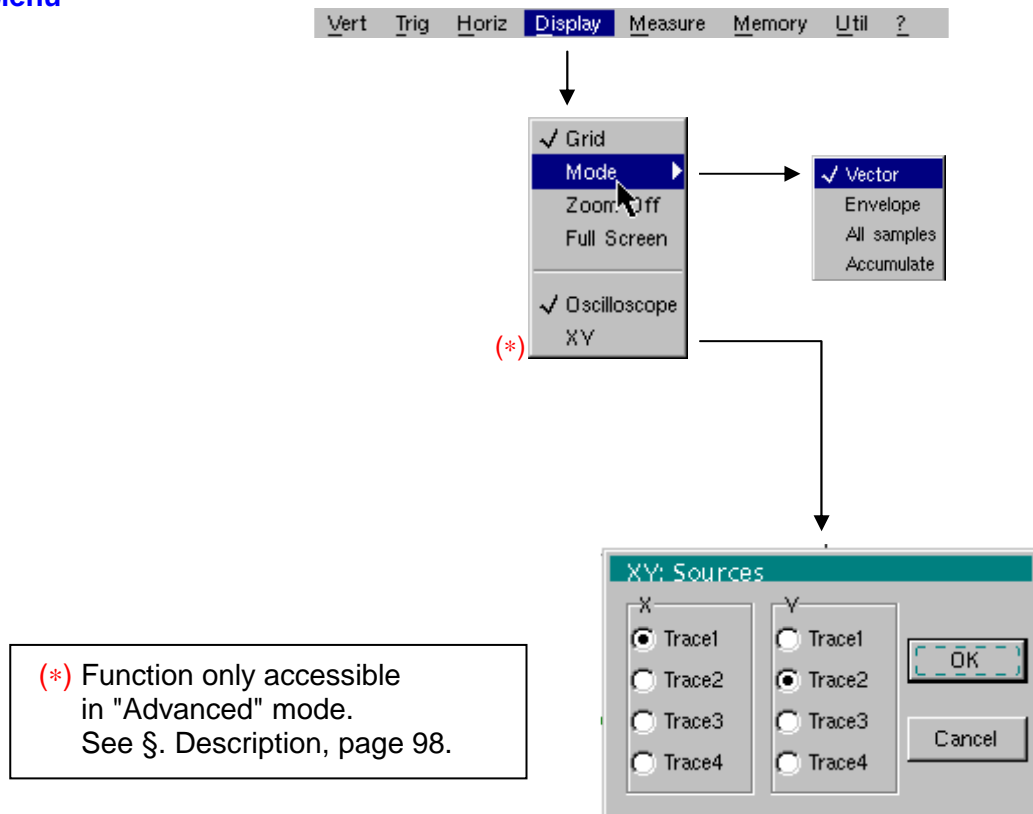 Menu
Vert Trig Horiz Display Measure Memory Util ?
✓ Grid
Mode
Zoom Off
Full Screen
✓ Oscilloscope
(*) XY
✓ Vector
Envelope
All samples
Accumulate
XY: Sources
X
Trace1
Trace2
Trace3
Trace4
Y
Trace1
Trace2
Trace3
Trace4
OK
Cancel
(*) Function only accessible
in "Advanced" mode.
See §. Description, page 98.